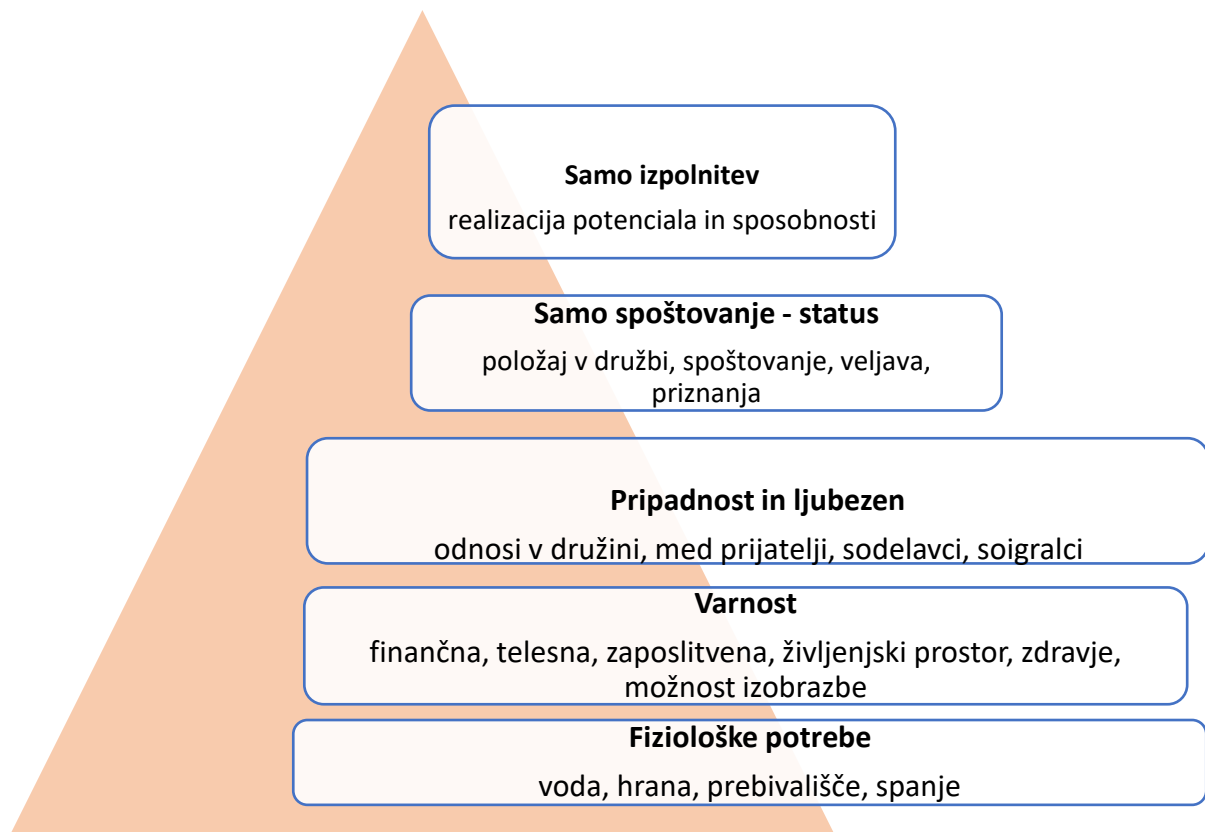 Samo izpolnitev
realizacija potenciala in sposobnosti
Samo spoštovanje - status
položaj v družbi, spoštovanje, veljava,
priznanja
Pripadnost in ljubezen
odnosi v družini, med prijatelji, sodelavci, soigralci
Varnost
finančna, telesna, zaposlitvena, življenjski prostor, zdravje,
možnost izobrazbe
Fiziološke potrebe
voda, hrana, prebivališče, spanje